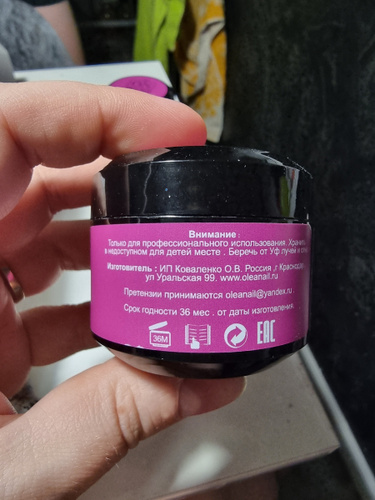 Внимание :
Только для профессионального использования. Хранить
в недоступном для детей месте . Беречь от Уф лучей и
Изготовитель : ИП Коваленко О.В. Россия ,г
ул Уральская 99. www.oleanail.ru
Претензии принимаются oleanail@yandex.ru
Срок годности 36 мес . от даты изготовления.
36M
EAC